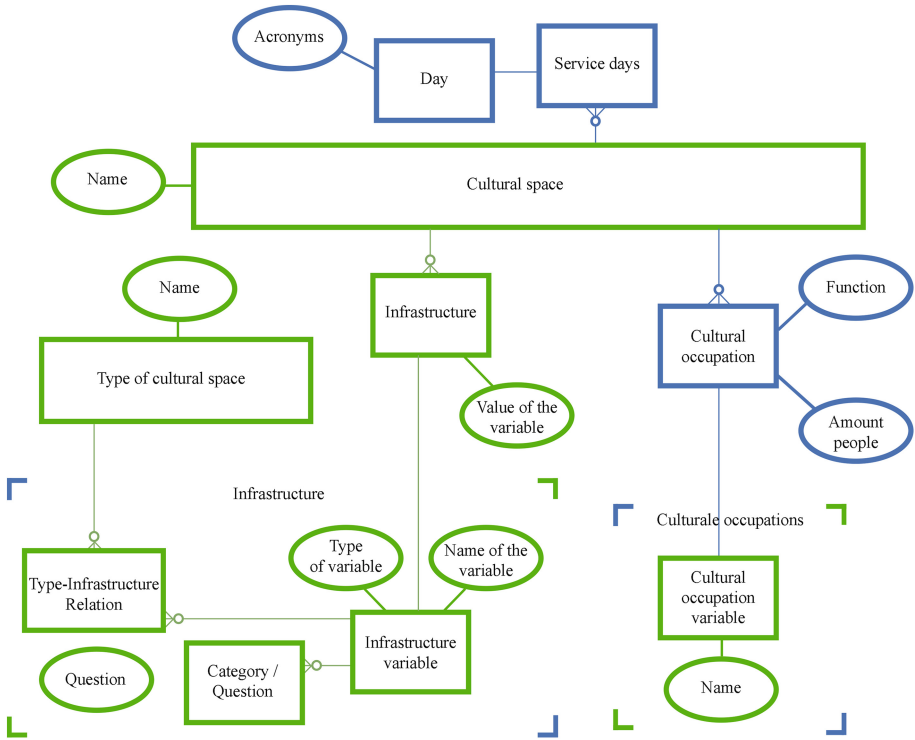 Acronyms
Day
Service days
Name
Cultural space
Name
Infrastructure
Function
Type of cultural space
Cultural
occupation
Value of the
variable
Amount
people
Infrastructure
Culturale occupations
Type
of variable
Name of the
variable
Type-Infrastructure
Relation
Cultural
occupation
variable
Infrastructure
variable
Question
Category /
Question
Name